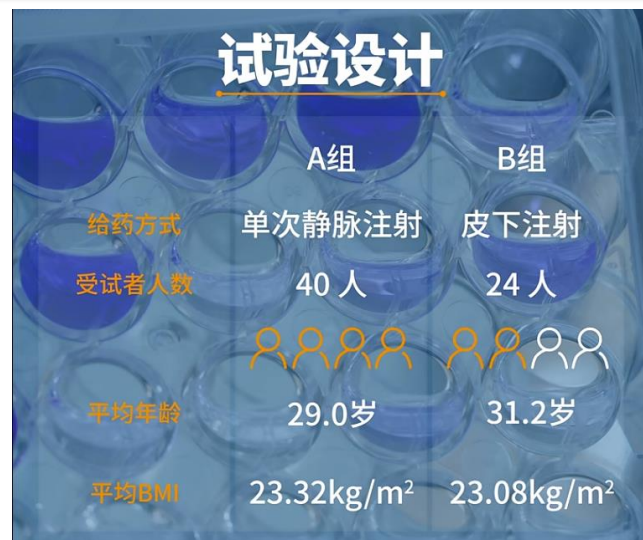 试验设计
A组 B组
给药方式 单次静脉注射 皮下注射
受试者人数 40 人 24 人
平均年龄 29.0岁 31.2岁
平均BMI 23.32kg/m² 23.08kg/m²